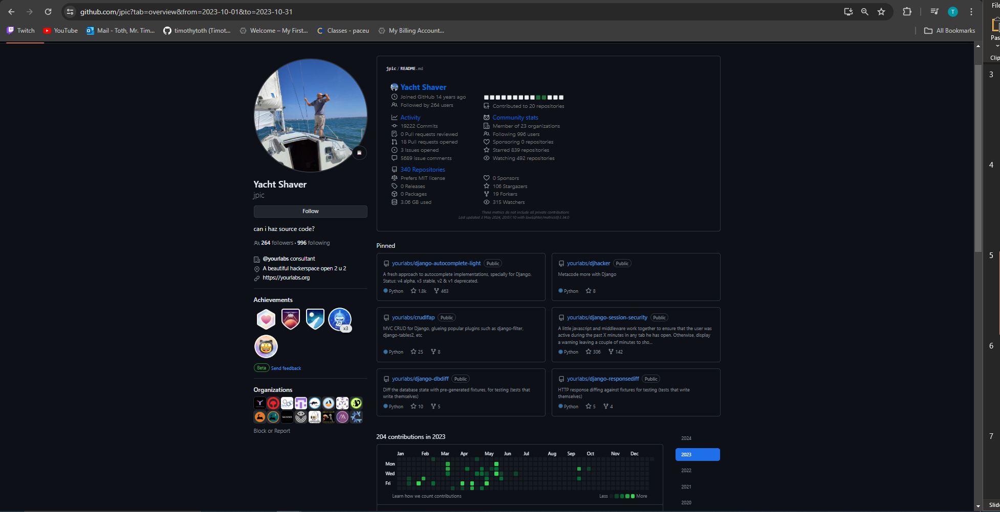 github.com/jpic?tab=overview&from=2023-10-01&to=2023-10-31
T
File
Twitch
YouTube
Mail - Toth, Mr. Tim...
timothytoth (Timot...
Welcome – My First...
Classes - paceu
My Billing Account...
All Bookmarks
Pas
Clip
3
4
5
6
7
Slide
Yacht Shaver
jpic
Follow
can i haz source code?
264 followers · 996 following
@yourlabs consultant
A beautiful hackerspace open 2 u 2
https://yourlabs.org
Achievements
x3
Beta Send feedback
Organizations
Block or Report
jpic / README.md
Yacht Shaver
Joined GitHub 14 years ago
Followed by 264 users
Contributed to 20 repositories
Activity
19222 Commits
0 Pull requests reviewed
18 Pull requests opened
3 Issues opened
5689 issue comments
Community stats
Member of 23 organizations
Following 996 users
Sponsoring 0 repositories
Starred 839 repositories
Watching 492 repositories
340 Repositories
Prefers MIT license
0 Releases
0 Packages
3.06 GB used
0 Sponsors
106 Stargazers
19 Forkers
315 Watchers
These metrics do not include all private contributions
Last updated 3 May 2024, 20:07:10 with lowlighter/metrics@3.34.0
Pinned
yourlabs/django-autocomplete-light Public
A fresh approach to autocomplete implementations, specially for Django.
Status: v4 alpha, v3 stable, v2 & v1 deprecated.
Python 1.8k 463
yourlabs/djhacker Public
Metacode more with Django
Python 8
yourlabs/crudlfap Public
MVC CRUD for Django, glueing popular plugins such as django-filter,
django-tables2, etc
Python 25 8
yourlabs/django-session-security Public
A little javascript and middleware work together to ensure that the user was
active during the past X minutes in any tab he has open. Otherwise, display
a warning leaving a couple of minutes to sho...
Python 306 142
yourlabs/django-dbdiff Public
Diff the database state with pre-generated fixtures, for testing (tests that
write themselves)
Python 10 5
yourlabs/django-responsediff Public
HTTP response diffing against fixtures for testing (tests that write
themselves)
Python 5 4
204 contributions in 2023
Jan Feb Mar Apr May Jun Jul Aug Sep Oct Nov Dec
Mon
Wed
Fri
Learn how we count contributions
Less More
2024
2023
2022
2021
2020